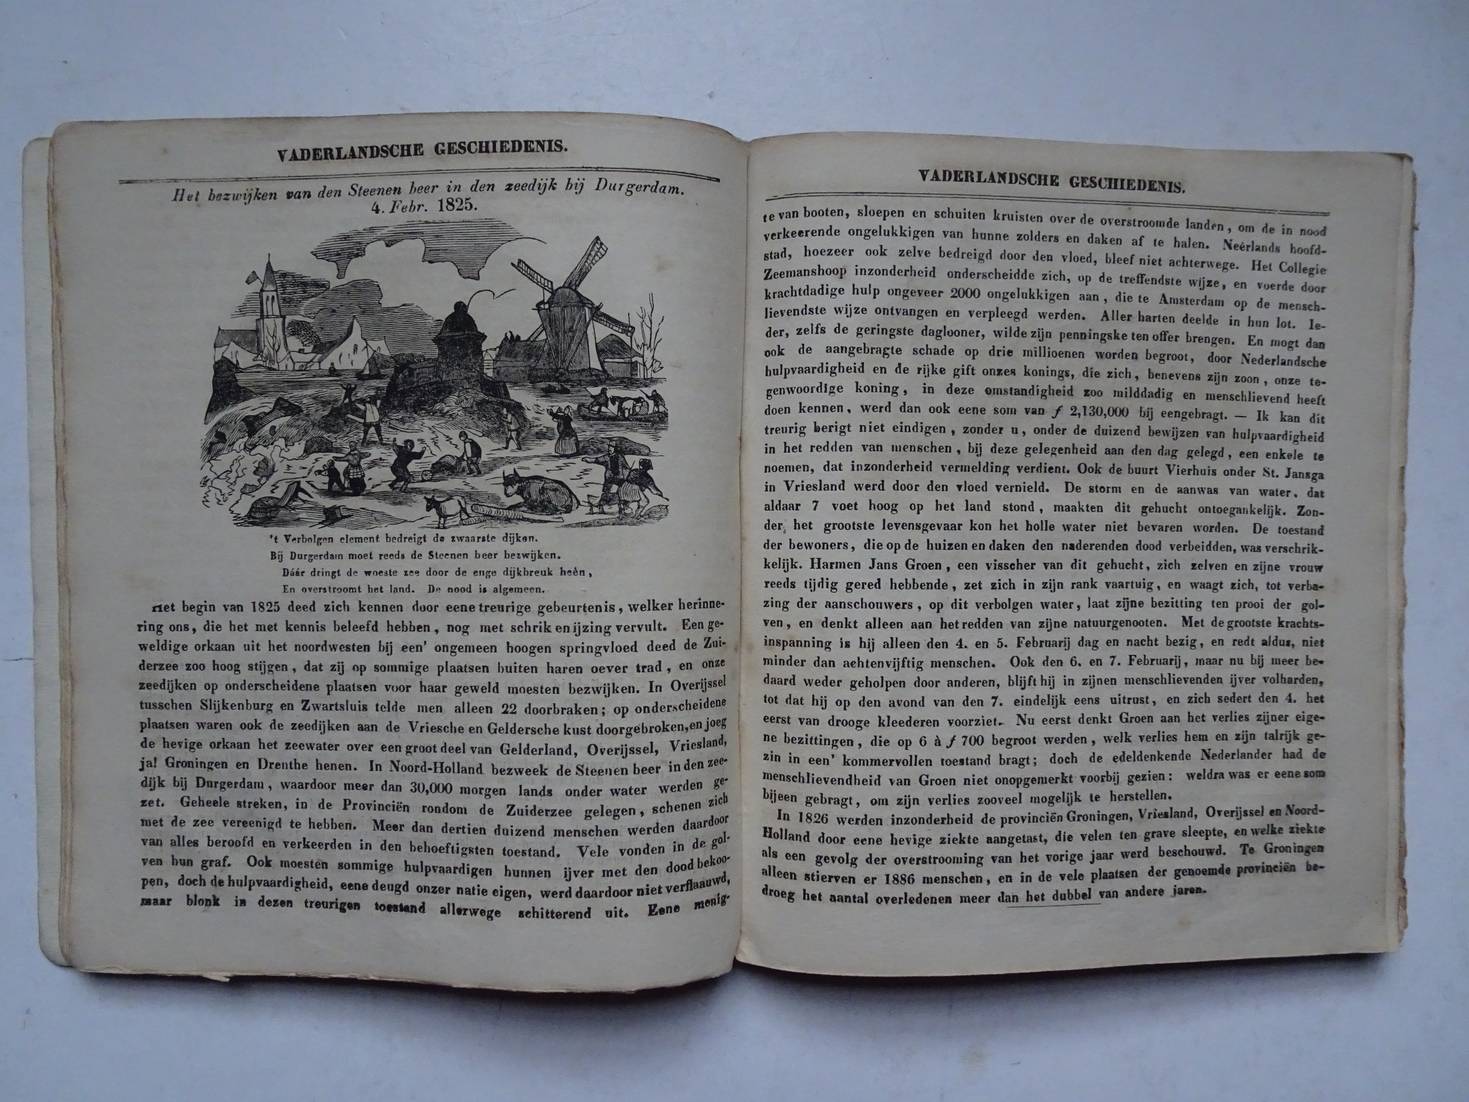 VADERLANDSCHE GESCHIEDENIS.
Het bezwijken van den Steenen beer in den zeedijk bij Durgerdam.
4. Febr. 1825.
't Verbolgen element bedreigt de zwaarste dijken.
Bij Durgerdam moet reeds de Steenen beer bezwijken.
Dáár dringt de woeste zee door de enge dijkbreuk heên,
En overstroomt het land. De nood is algemeen.
Het begin van 1825 deed zich kennen door eene treurige gebeurtenis, welker herinne-
ring ons, die het met kennis beleefd hebben, nog met schrik en ijzing vervult. Een ge-
weldige orkaan uit het noordwesten bij een' ongemeen hoogen springvloed deed de Zui-
derzee zoo hoog stijgen, dat zij op sommige plaatsen buiten haren oever trad, en onze
zeedijken op onderscheidene plaatsen voor haar geweld moesten bezwijken. In Overijssel
tusschen Slijkenburg en Zwartsluis telde men alleen 22 doorbraken; op onderscheidene
plaatsen waren ook de zeedijken aan de Vriesche en Geldersche kust doorgebroken, en joeg
de hevige orkaan het zeewater over een groot deel van Gelderland, Overijssel, Vriesland,
ja! Groningen en Drenthe henen. In Noord-Holland bezweek de Steenen beer in den zee-
dijk bij Durgerdam, waardoor meer dan 30,000 morgen lands onder water werden ge-
zet. Geheele streken, in de Provinciën rondom de Zuiderzee gelegen, schenen zich
met de zee vereenigd te hebben. Meer dan dertien duizend menschen werden daardoor
van alles beroofd en verkeerden in den behoeftigsten toestand. Vele vonden in de gol-
ven hun graf. Ook moesten sommige hulpvaardigen hunnen ijver met den dood bekoo-
pen, doch de hulpvaardigheid, eene deugd onzer natie eigen, werd daardoor niet verflaauwd,
maar blonk in dezen treurigen toestand allerwege schitterend uit. Eene menig-
VADERLANDSCHE GESCHIEDENIS.
te van booten, sloepen en schuiten kruisten over de overstroomde landen, om de in nood
verkeerende ongelukkigen van hunne zolders en daken af te halen. Neêrlands hoofd-
stad, hoezeer ook zelve bedreigd door den vloed, bleef niet achterwege. Het Collegie
Zeemanshoop inzonderheid onderscheidde zich, op de treffendste wijze, en voerde door
krachtdadige hulp ongeveer 2000 ongelukkigen aan, die te Amsterdam op de mensch-
lievendste wijze ontvangen en verpleegd werden. Aller harten deelde in hun lot. Ie-
der, zelfs de geringste daglooner, wilde zijn penningske ten offer brengen. En mogt dan
ook de aangebragte schade op drie millioenen worden begroot, door Nederlandsche
hulpvaardigheid en de rijke gift onzes konings, die zich, benevens zijn zoon, onze te-
genwoordige koning, in deze omstandigheid zoo milddadig en menschlievend heeft
doen kennen, werd dan ook eene som van ƒ 2,130,000 bij eengebragt. — Ik kan dit
treurig berigt niet eindigen, zonder u, onder de duizend bewijzen van hulpvaardigheid
in het redden van menschen, bij deze gelegenheid aan den dag gelegd, een enkele te
noemen, dat inzonderheid vermelding verdient. Ook de buurt Vierhuis onder St. Jansga
in Vriesland werd door den vloed vernield. De storm en de aanwas van water, dat
aldaar 7 voet hoog op het land stond, maakten dit gehucht ontoegankelijk. Zon-
der het grootste levensgevaar kon het holle water niet bevaren worden. De toestand
der bewoners, die op de huizen en daken den naderenden dood verbeidden, was verschrik-
kelijk. Harmen Jans Groen, een visscher van dit gehucht, zich zelven en zijne vrouw
reeds tijdig gered hebbende, zet zich in zijn rank vaartuig, en waagt zich, tot verba-
zing der aanschouwers, op dit verbolgen water, laat zijne bezitting ten prooi der gol-
ven, en denkt alleen aan het redden van zijne natuurgenooten. Met de grootste krachts-
inspanning is hij alleen den 4. en 5. Februarij dag en nacht bezig, en redt aldus, niet
minder dan achtenvijftig menschen. Ook den 6. en 7. Februarij, maar nu bij meer be-
daard weder geholpen door anderen, blijft hij in zijnen menschlievenden ijver volharden,
tot dat hij op den avond van den 7. eindelijk eens uitrust, en zich sedert den 4. het
eerst van drooge kleederen voorziet. Nu eerst denkt Groen aan het verlies zijner eige-
ne bezittingen, die op 6 à ƒ 700 begroot werden, welk verlies hem en zijn talrijk ge-
zin in een' kommervollen toestand bragt; doch de edeldenkende Nederlander had de
menschlievendheid van Groen niet onopgemerkt voorbij gezien: weldra was er eene som
bijeen gebragt, om zijn verlies zooveel mogelijk te herstellen.
In 1826 werden inzonderheid de provinciën Groningen, Vriesland, Overijssel en Noord-
Holland door eene hevige ziekte aangetast, die velen ten grave sleepte, en welke ziekte
als een gevolg der overstrooming van het vorige jaar werd beschouwd. Te Groningen
alleen stierven er 1886 menschen, en in de vele plaatsen der genoemde provinciën be-
droeg het aantal overledenen meer dan het dubbel van andere jaren.